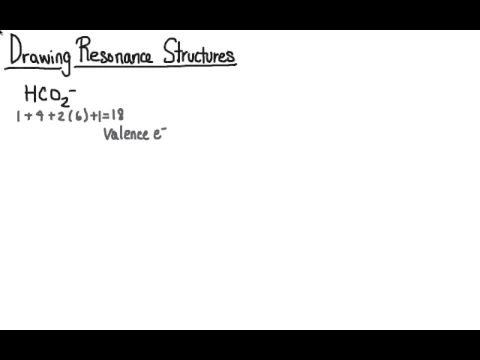 Drawing Resonance Structures
HCO₂⁻
1 + 4 + 2(6) + 1 = 18
Valence e⁻